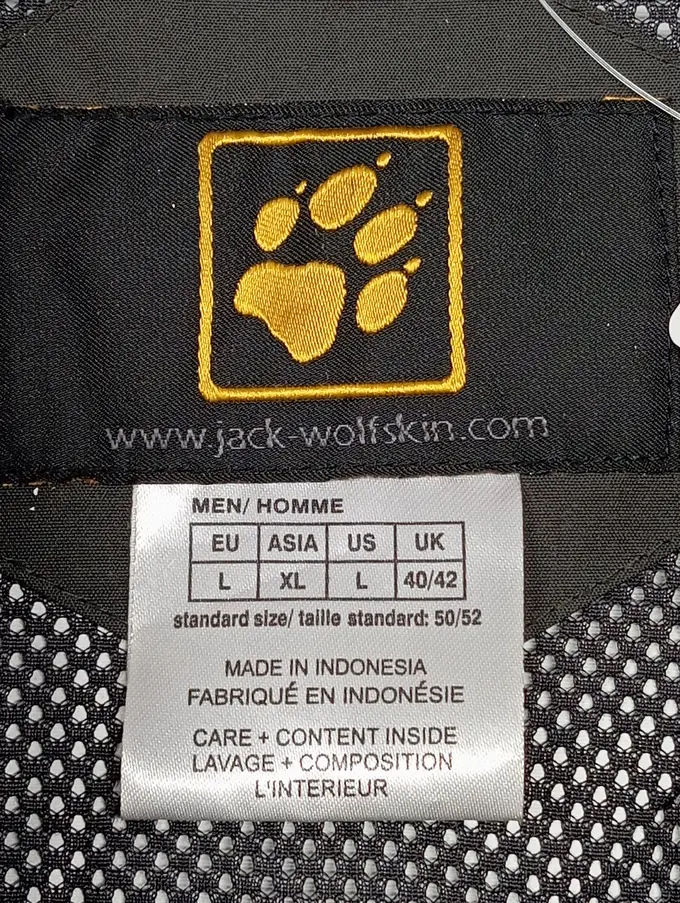 www.jack-wolfskin.com
MEN/ HOMME
EU ASIA US UK
L XL L 40/42
standard size/ taille standard: 50/52
MADE IN INDONESIA
FABRIQUÉ EN INDONÉSIE
CARE + CONTENT INSIDE
LAVAGE + COMPOSITION
L'INTERIEUR